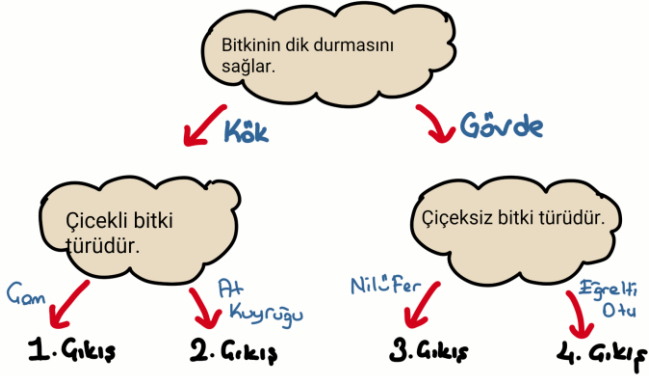 Bitkinin dik durmasını
sağlar.
Kök
Gövde
Çicekli bitki
türüdür.
Çiçeksiz bitki türüdür.
Çam
At
Kuyruğu
Nilüfer
Eğrelti
Otu
1. Çıkış
2. Çıkış
3. Çıkış
4. Çıkış